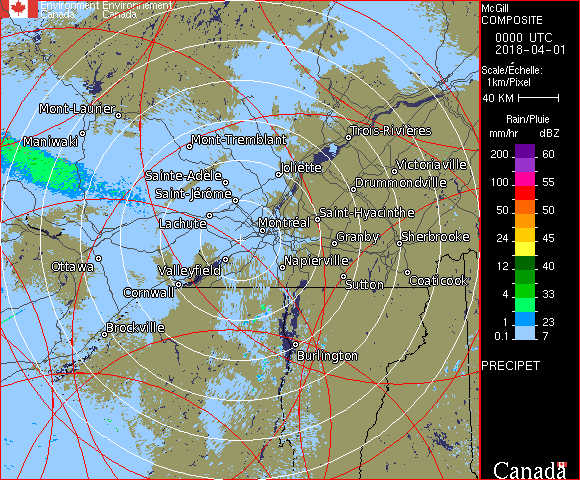 Environment Environnement
Canada Canada
McGill
COMPOSITE
0000 UTC
2018-04-01
Scale/Échelle:
1km/Pixel
40 KM
Rain/Pluie
mm/hr dBZ
200 60
100 55
50 50
24 45
12 40
4 33
1 23
0.1 7
PRECIPET
Canada
Mont-Laurier
Maniwaki
Mont-Tremblant
Trois-Rivières
Sainte-Adèle
Joliette
Victoriaville
Saint-Jérôme
Drummondville
Lachute
Montréal
Saint-Hyacinthe
Granby
Sherbrooke
Ottawa
Valleyfield
Napierville
Cornwall
Sutton
Coaticook
Brockville
Burlington